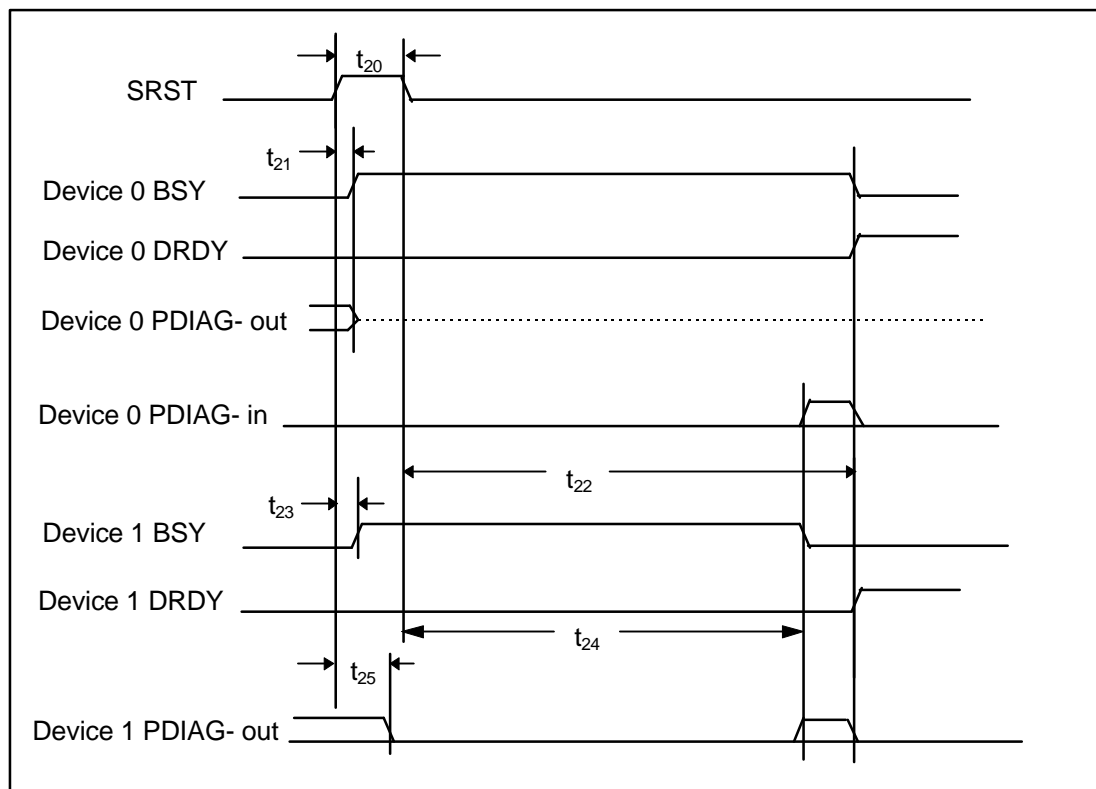 t20
SRST
t21
Device 0 BSY
Device 0 DRDY
Device 0 PDIAG- out
Device 0 PDIAG- in
t22
t23
Device 1 BSY
Device 1 DRDY
t24
t25
Device 1 PDIAG- out